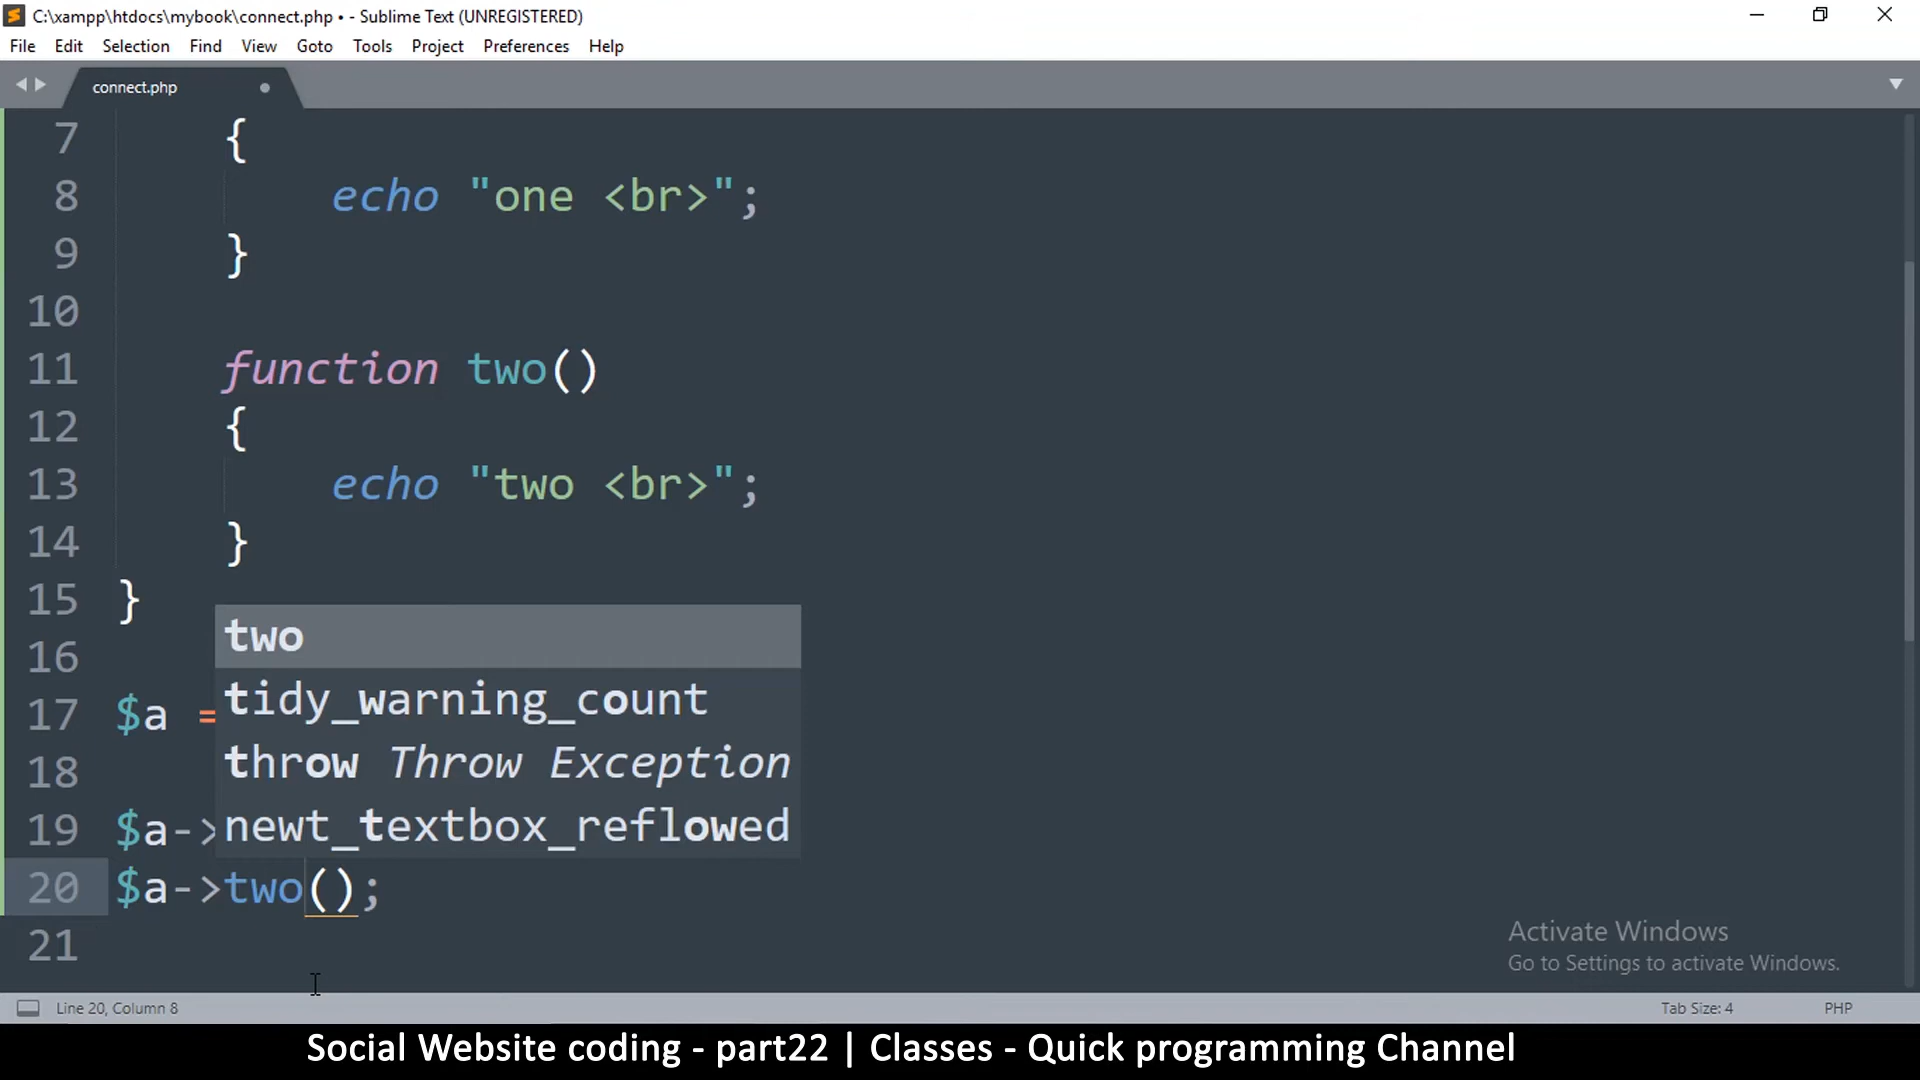 C:\xampp\htdocs\mybook\connect.php • - Sublime Text (UNREGISTERED)
File Edit Selection Find View Goto Tools Project Preferences Help
connect.php
7 {
8 echo "one <br>";
9 }
10
11 function two()
12 {
13 echo "two <br>";
14 }
15 }
two
16
tidy_warning_count
17 $a =
throw Throw Exception
18
newt_textbox_reflowed
19 $a->
20 $a->two();
21
Activate Windows
Go to Settings to activate Windows.
Line 20, Column 8 Tab Size: 4 PHP
Social Website coding - part22 | Classes - Quick programming Channel